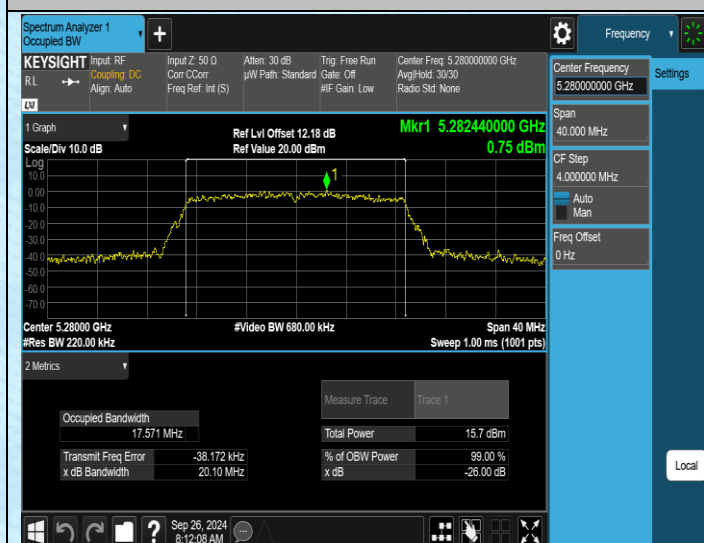 Spectrum Analyzer 1
Occupied BW
+
Frequency
KEYSIGHT
RL
LXI
Input: RF
Coupling: DC
Align: Auto
Input Z: 50 Ω
Corr CCorr
Freq Ref: Int (S)
Atten: 30 dB
µW Path: Standard
Trig: Free Run
Gate: Off
#IF Gain: Low
Center Freq: 5.280000000 GHz
Avg|Hold: 30/30
Radio Std: None
Center Frequency
5.280000000 GHz
Settings
Span
40.000 MHz
CF Step
4.000000 MHz
Auto
Man
Freq Offset
0 Hz
Local
1 Graph
Scale/Div 10.0 dB
Ref Lvl Offset 12.18 dB
Ref Value 20.00 dBm
Mkr1 5.282440000 GHz
0.75 dBm
Log
10.0
0.00
-10.0
-20.0
-30.0
-40.0
-50.0
-60.0
-70.0
1
Center 5.28000 GHz
#Res BW 220.00 kHz
#Video BW 680.00 kHz
Span 40 MHz
Sweep 1.00 ms (1001 pts)
2 Metrics
Measure Trace Trace 1
Occupied Bandwidth
17.571 MHz
Total Power 15.7 dBm
Transmit Freq Error -38.172 kHz
% of OBW Power 99.00 %
x dB Bandwidth 20.10 MHz
x dB -26.00 dB
?
Sep 26, 2024
8:12:08 AM